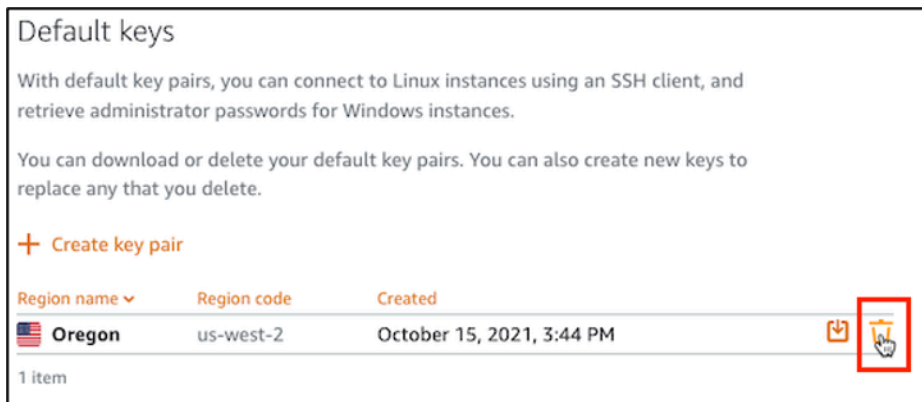 Default keys
With default key pairs, you can connect to Linux instances using an SSH client, and
retrieve administrator passwords for Windows instances.
You can download or delete your default key pairs. You can also create new keys to
replace any that you delete.
+ Create key pair
Region name Region code Created
Oregon us-west-2 October 15, 2021, 3:44 PM
1 item